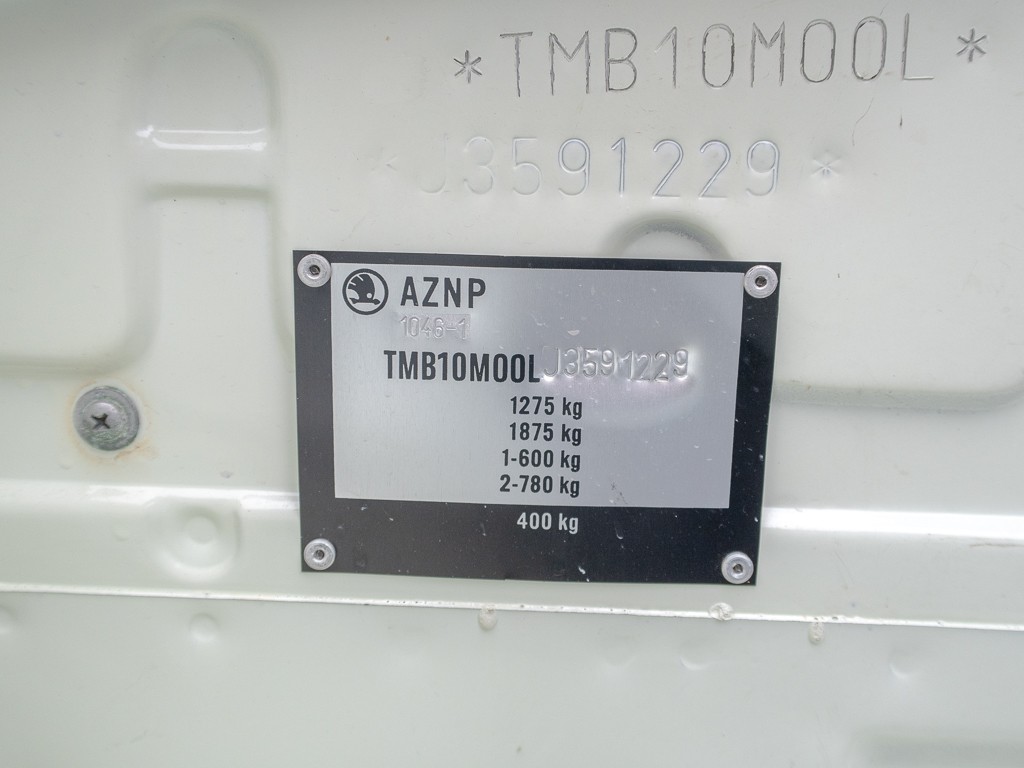 *TMB10M00L*
*J3591229*
AZNP
1046-1
TMB10M00LJ3591229
1275 kg
1875 kg
1-600 kg
2-780 kg
400 kg